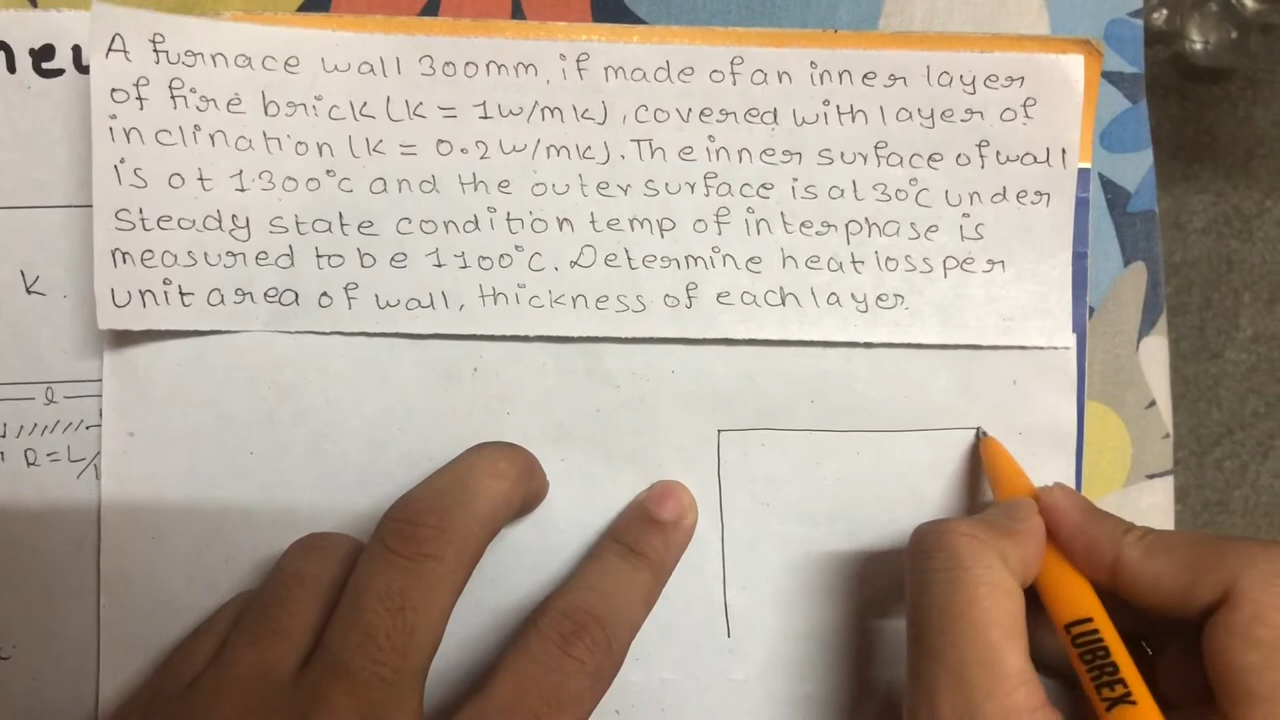 A furnace wall 300mm, if made of an inner layer
of fire brick (K = 1w/mk), covered with layer of
inclination (K = 0.2w/mk). The inner surface of wall
is ot 1300°c and the outer surface is at 30°c under
Steady state condition temp of interphase is
measured to be 1100°C. Determine heat loss per
unit area of wall, thickness of each layer.
K.
l
R=L/
LUBREX